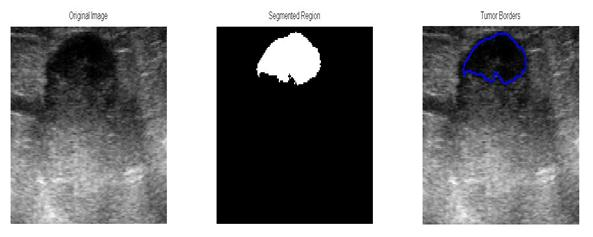 Original Image
Segmented Region
Tumor Borders